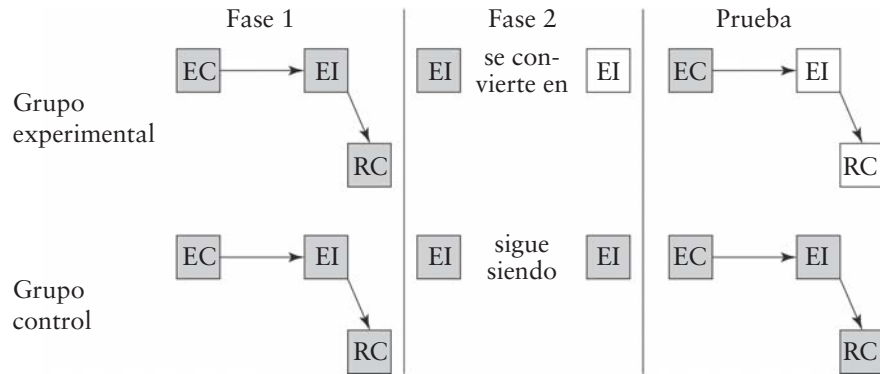 Fase 1 Fase 2 Prueba
EC EI EI se con-
vierte en EI EC EI
Grupo
experimental
RC RC
EC EI EI sigue
siendo EI EC EI
Grupo
control
RC RC